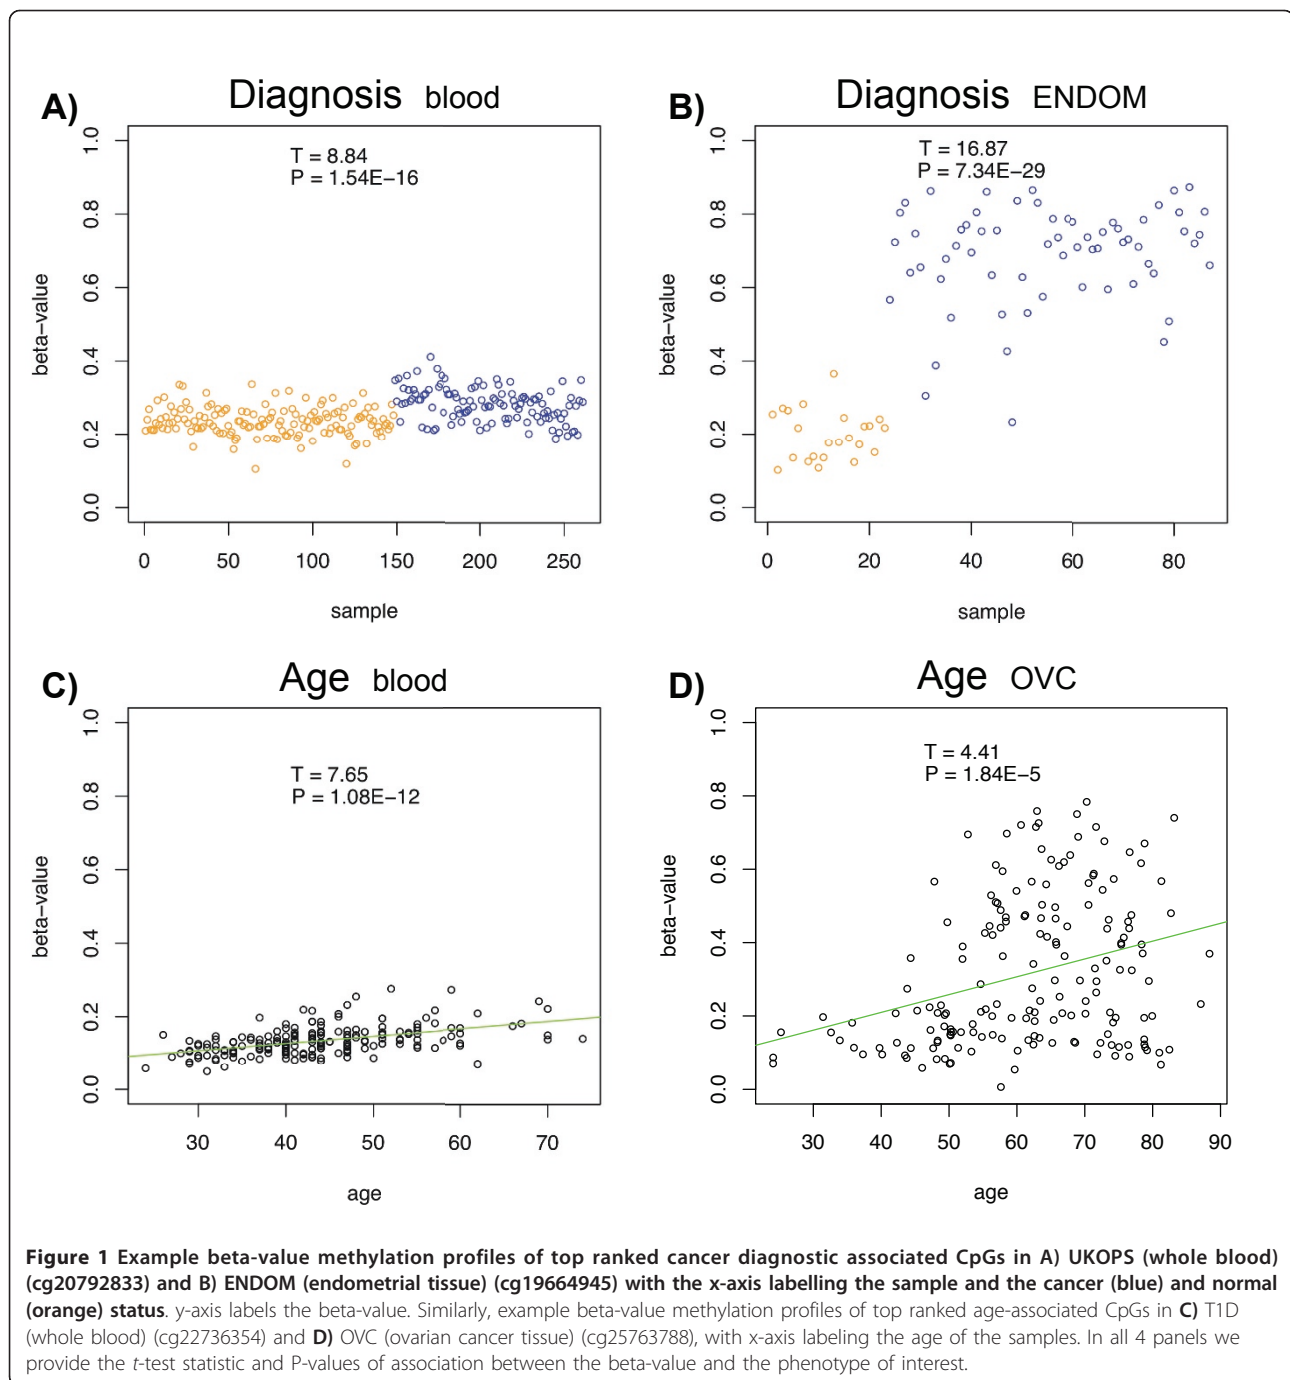 A)
Diagnosis blood
T = 8.84
P = 1.54E−16
beta−value
0.0 0.2 0.4 0.6 0.8 1.0
0 50 100 150 200 250
sample
B)
Diagnosis ENDOM
T = 16.87
P = 7.34E−29
beta−value
0.0 0.2 0.4 0.6 0.8 1.0
0 20 40 60 80
sample
C)
Age blood
T = 7.65
P = 1.08E−12
beta−value
0.0 0.2 0.4 0.6 0.8 1.0
30 40 50 60 70
age
D)
Age OVC
T = 4.41
P = 1.84E−5
beta−value
0.0 0.2 0.4 0.6 0.8 1.0
30 40 50 60 70 80 90
age
Figure 1 Example beta-value methylation profiles of top ranked cancer diagnostic associated CpGs in A) UKOPS (whole blood)
(cg20792833) and B) ENDOM (endometrial tissue) (cg19664945) with the x-axis labelling the sample and the cancer (blue) and normal
(orange) status. y-axis labels the beta-value. Similarly, example beta-value methylation profiles of top ranked age-associated CpGs in C) T1D
(whole blood) (cg22736354) and D) OVC (ovarian cancer tissue) (cg25763788), with x-axis labeling the age of the samples. In all 4 panels we
provide the t-test statistic and P-values of association between the beta-value and the phenotype of interest.